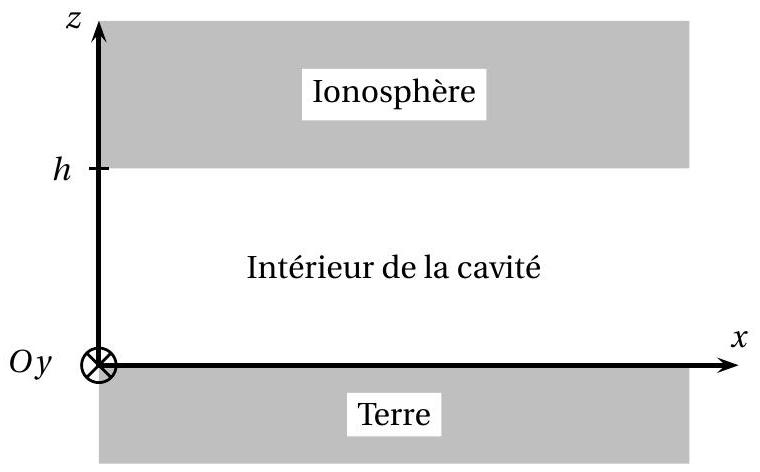 z
Ionosphère
h
Intérieur de la cavité
x
Oy
Terre